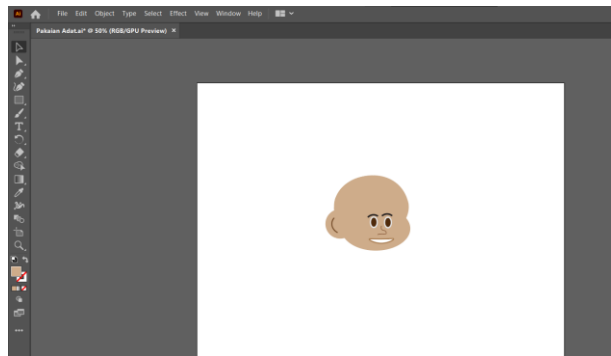 Ai File Edit Object Type Select Effect View Window Help
Pakaian Adat.ai* @ 50% (RGB/GPU Preview) ×